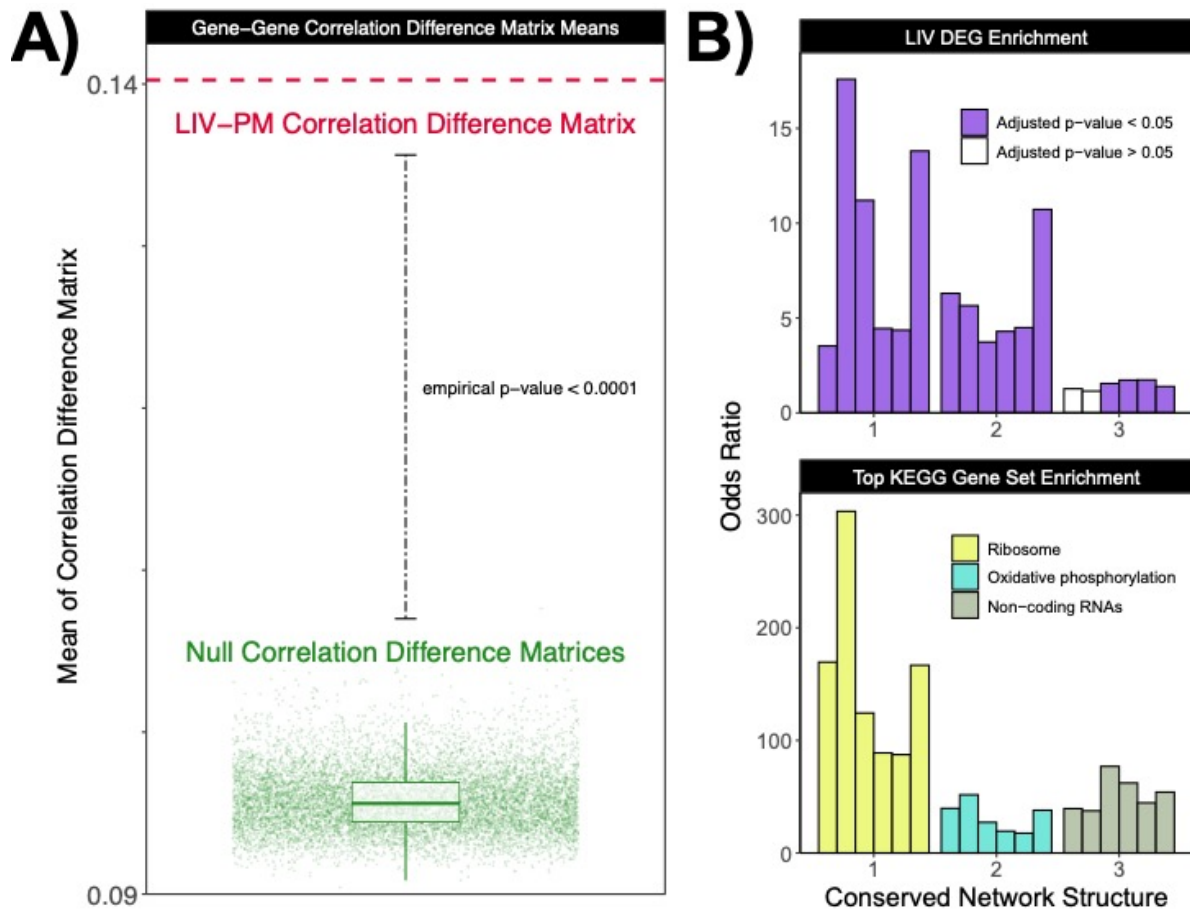 A)
Gene–Gene Correlation Difference Matrix Means
Mean of Correlation Difference Matrix
0.14
LIV–PM Correlation Difference Matrix
empirical p-value < 0.0001
Null Correlation Difference Matrices
0.09
B)
LIV DEG Enrichment
Odds Ratio
15
10
5
0
Adjusted p-value < 0.05
Adjusted p-value > 0.05
1 2 3
Top KEGG Gene Set Enrichment
300
200
100
0
Ribosome
Oxidative phosphorylation
Non-coding RNAs
1 2 3
Conserved Network Structure